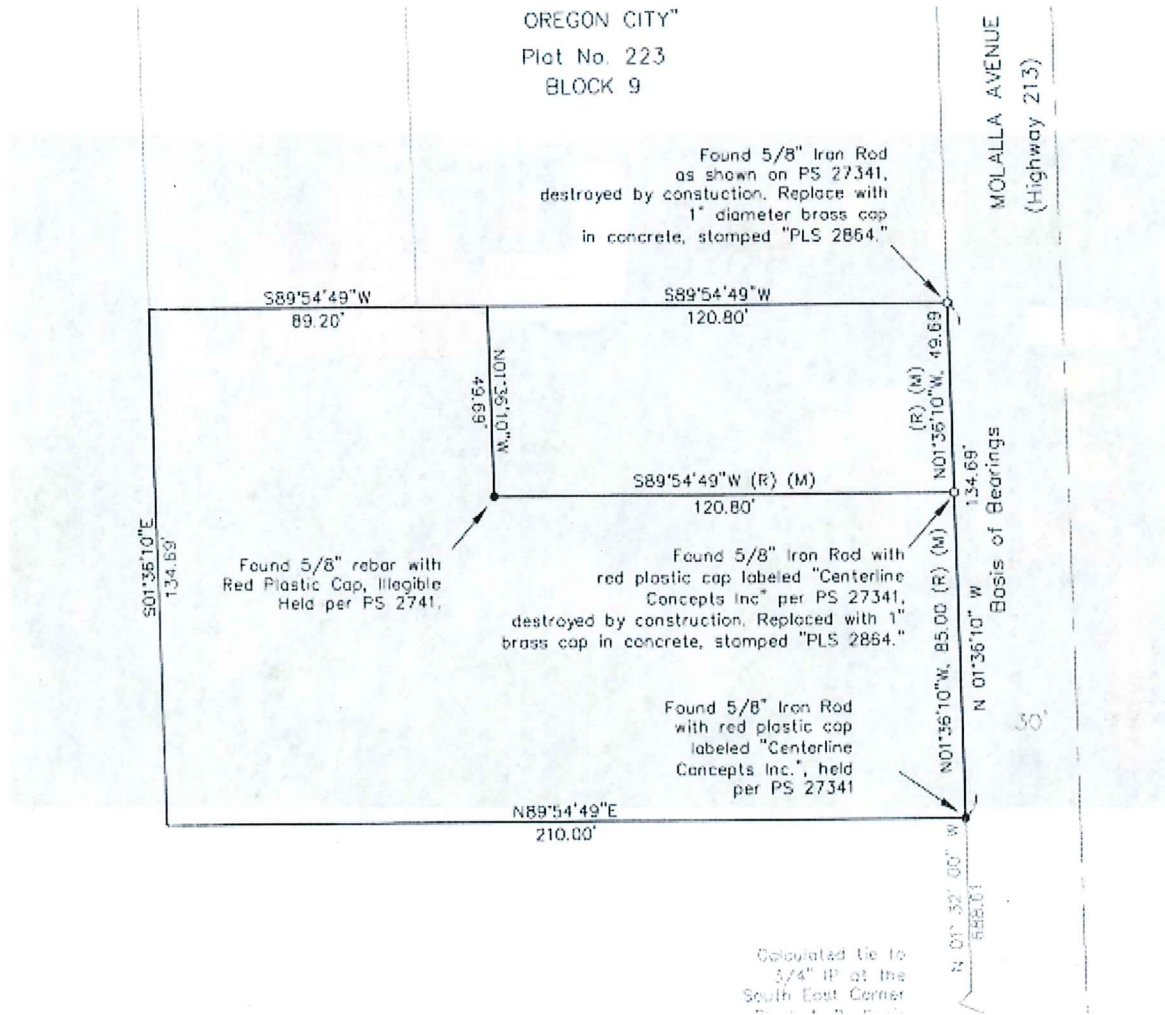 OREGON CITY"
Plat No. 223
BLOCK 9
MOLALLA AVENUE
(Highway 213)
Found 5/8" Iron Rod
as shown on PS 27341,
destroyed by constuction. Replace with
1" diameter brass cap
in concrete, stamped "PLS 2864."
S89°54'49"W
89.20'
S89°54'49"W
120.80'
N01°36'10"W
49.69'
(R) (M)
N01°36'10"W, 49.69
S89°54'49"W (R) (M)
120.80'
134.69'
N 01°36'10" W
Basis of Bearings
S01°36'10"E
134.69'
Found 5/8" rebar with
Red Plastic Cap, Illegible
Held per PS 2741.
Found 5/8" Iron Rod with
red plastic cap labeled "Centerline
Concepts Inc" per PS 27341,
destroyed by construction. Replaced with 1"
brass cap in concrete, stamped "PLS 2864."
N01°36'10"W, 85.00 (R) (M)
Found 5/8" Iron Rod
with red plastic cap
labeled "Centerline
Concepts Inc.", held
per PS 27341
30'
N89°54'49"E
210.00'
N 01° 32' 00" W
588.01
Calculated tie to
3/4" IP at the
South East Corner